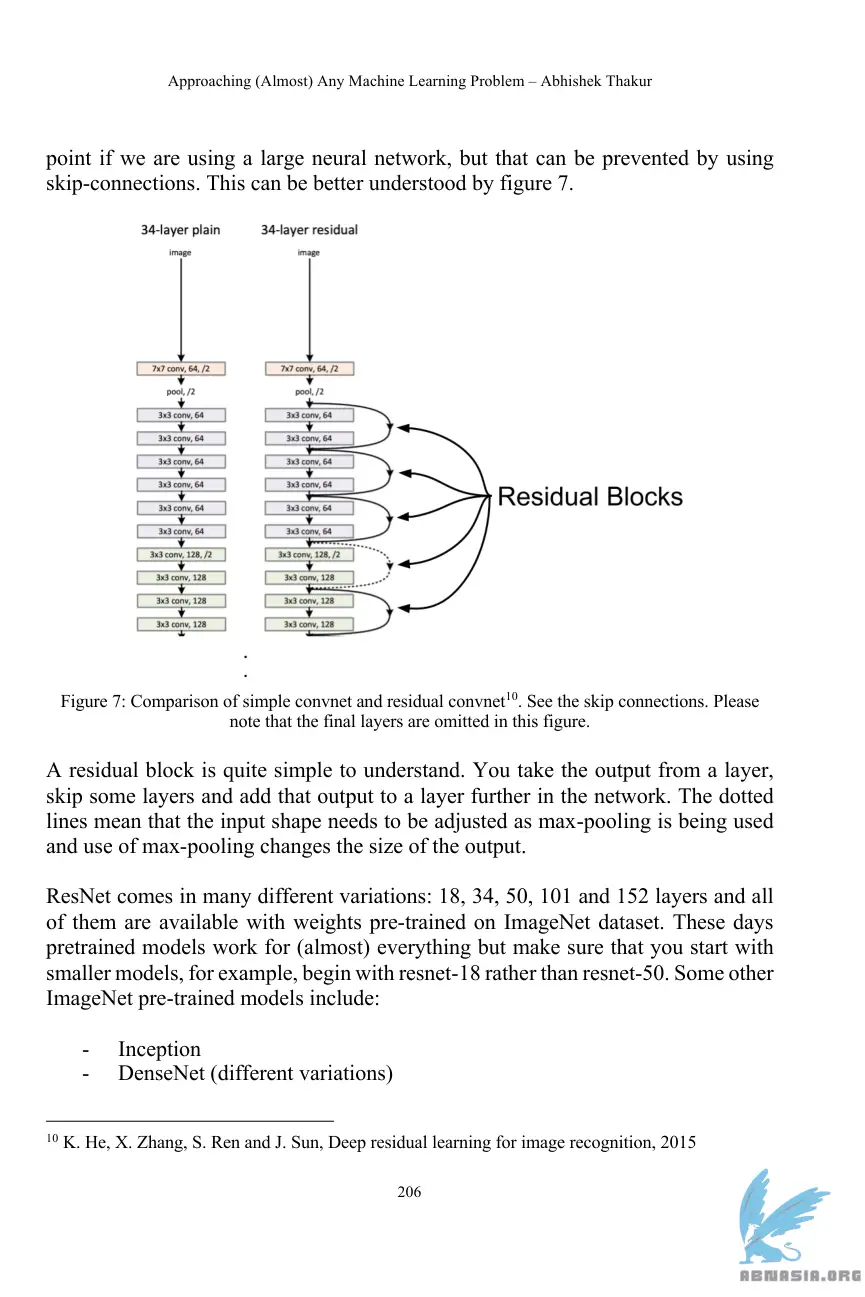 Approaching (Almost) Any Machine Learning Problem – Abhishek Thakur
point if we are using a large neural network, but that can be prevented by using
skip-connections. This can be better understood by figure 7.
34-layer plain 34-layer residual
image image
7x7 conv, 64, /2 7x7 conv, 64, /2
pool, /2 pool, /2
3x3 conv, 64 3x3 conv, 64
3x3 conv, 64 3x3 conv, 64
3x3 conv, 64 3x3 conv, 64
3x3 conv, 64 3x3 conv, 64
Residual Blocks
3x3 conv, 64 3x3 conv, 64
3x3 conv, 64 3x3 conv, 64
3x3 conv, 128, /2 3x3 conv, 128, /2
3x3 conv, 128 3x3 conv, 128
3x3 conv, 128 3x3 conv, 128
3x3 conv, 128 3x3 conv, 128
.
.
Figure 7: Comparison of simple convnet and residual convnet10. See the skip connections. Please
note that the final layers are omitted in this figure.
A residual block is quite simple to understand. You take the output from a layer,
skip some layers and add that output to a layer further in the network. The dotted
lines mean that the input shape needs to be adjusted as max-pooling is being used
and use of max-pooling changes the size of the output.
ResNet comes in many different variations: 18, 34, 50, 101 and 152 layers and all
of them are available with weights pre-trained on ImageNet dataset. These days
pretrained models work for (almost) everything but make sure that you start with
smaller models, for example, begin with resnet-18 rather than resnet-50. Some other
ImageNet pre-trained models include:
- Inception
- DenseNet (different variations)
10 K. He, X. Zhang, S. Ren and J. Sun, Deep residual learning for image recognition, 2015
206
ABNASIA.ORG